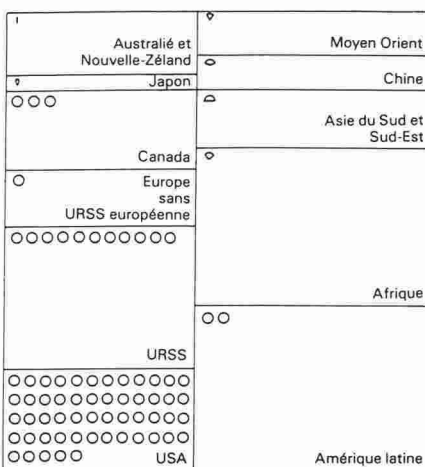 Australié et
Nouvelle-Zéland
Japon
Canada
Europe
sans
URSS européenne
URSS
USA
Moyen Orient
Chine
Asie du Sud et
Sud-Est
Afrique
Amérique latine